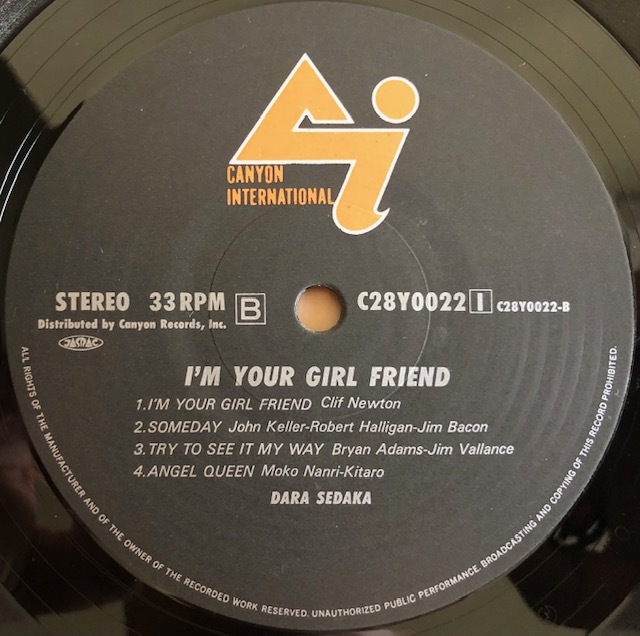 CANYON
INTERNATIONAL
STEREO 33 RPM B C28Y0022 I C28Y0022-B
Distributed by Canyon Records, Inc.
JASRAC
I'M YOUR GIRL FRIEND
1.I'M YOUR GIRL FRIEND Clif Newton
2.SOMEDAY John Keller-Robert Halligan-Jim Bacon
3.TRY TO SEE IT MY WAY Bryan Adams-Jim Vallance
4.ANGEL QUEEN Moko Nanri-Kitaro
DARA SEDAKA
ALL RIGHTS OF THE MANUFACTURER AND OF THE OWNER OF THE RECORDED WORK RESERVED. UNAUTHORIZED PUBLIC PERFORMANCE, BROADCASTING AND COPYING OF THIS RECORD PROHIBITED.